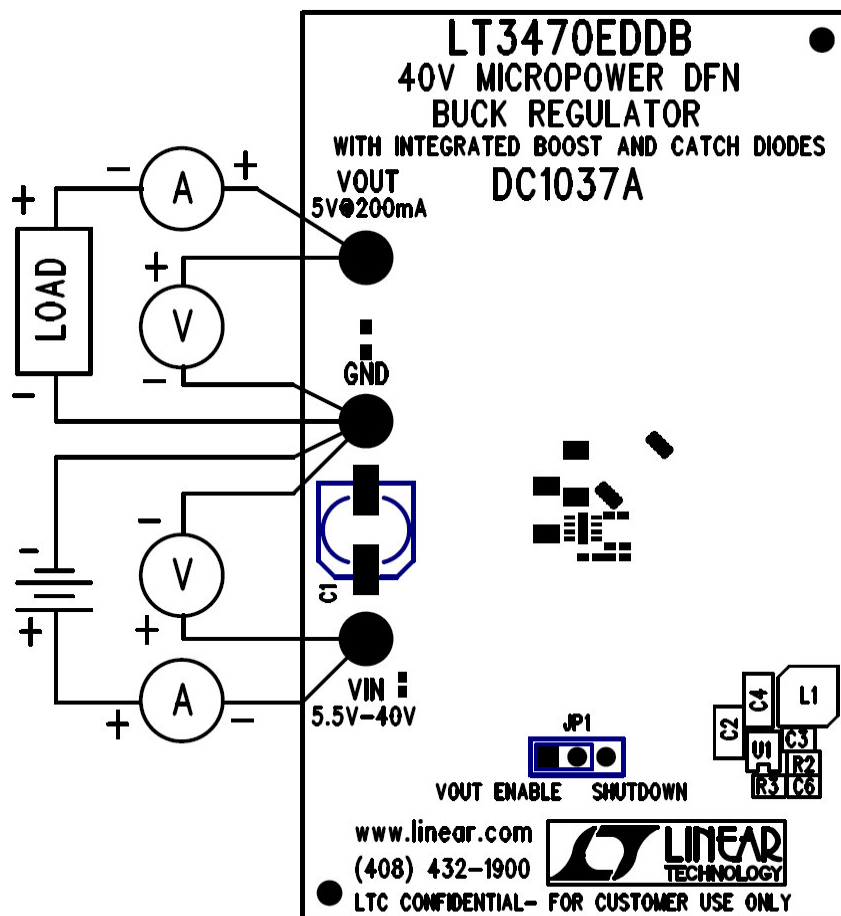 LT3470EDDB
40V MICROPOWER DFN
BUCK REGULATOR
WITH INTEGRATED BOOST AND CATCH DIODES
DC1037A
VOUT
5V@200mA
- A +
+
LOAD
-
+
V
-
GND
-
V
+
-
+
+ A -
C1
VIN
5.5V-40V
JP1
VOUT ENABLE SHUTDOWN
C2
C4
L1
U1
C3
R2
R3
C6
www.linear.com
(408) 432-1900
LINEAR
TECHNOLOGY
LTC CONFIDENTIAL- FOR CUSTOMER USE ONLY